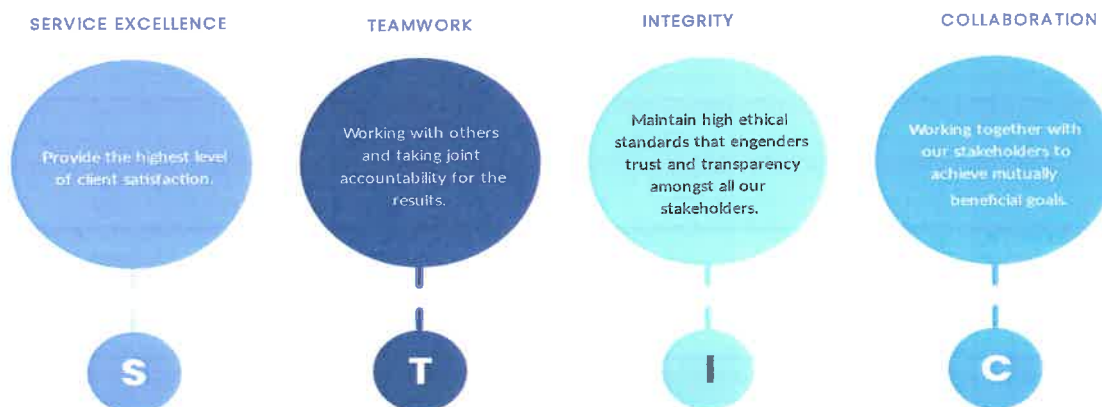 SERVICE EXCELLENCE
TEAMWORK
INTEGRITY
COLLABORATION
Provide the highest level
of client satisfaction.
Working with others
and taking joint
accountability for the
results.
Maintain high ethical
standards that engenders
trust and transparency
amongst all our
stakeholders.
Working together with
our stakeholders to
achieve mutually
beneficial goals.
S
T
I
C